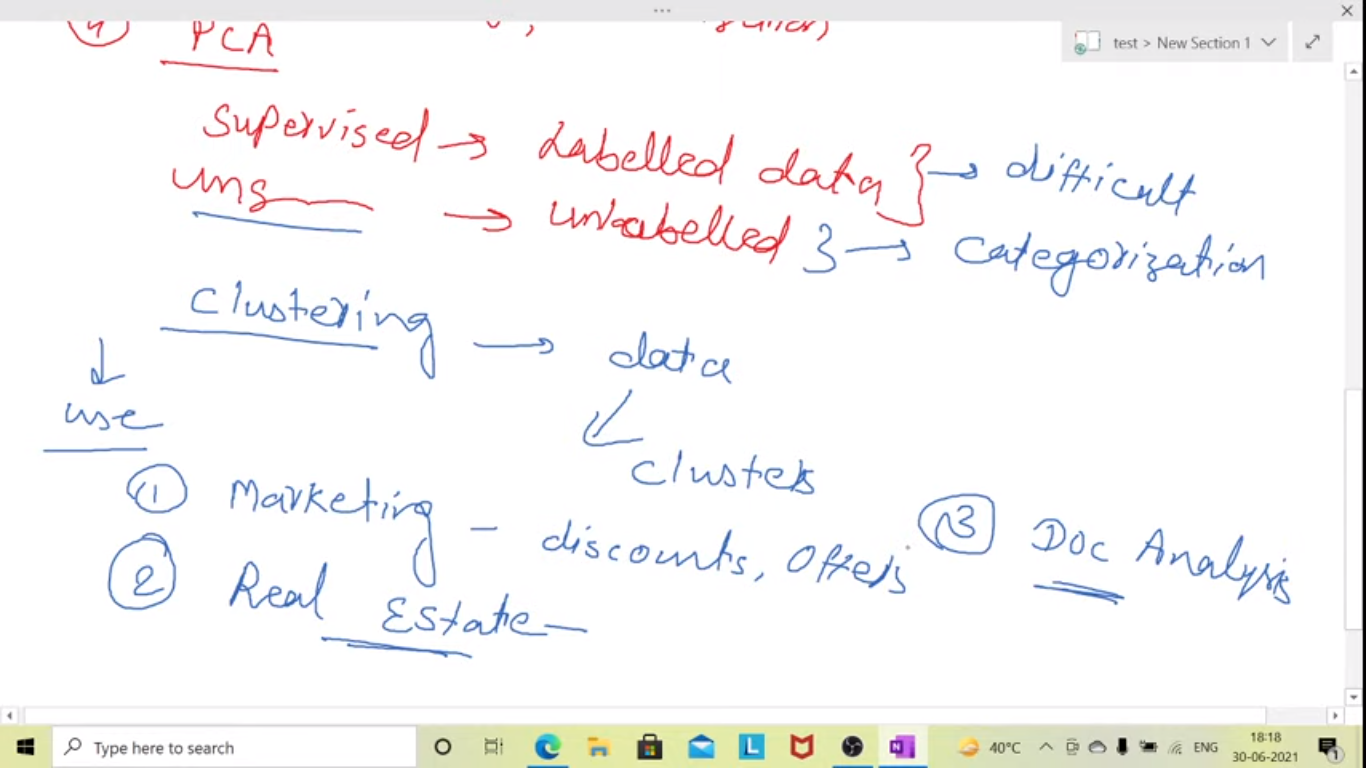 4 PCA
test > New Section 1
Supervised → Labelled data } → difficult
uns → unlabelled } → Categorization
Clustering → data
use
Clusters
1 Marketing - discounts, Offers
3 Doc Analysis
2 Real Estate -
Type here to search
40°C ENG 18:18
30-06-2021